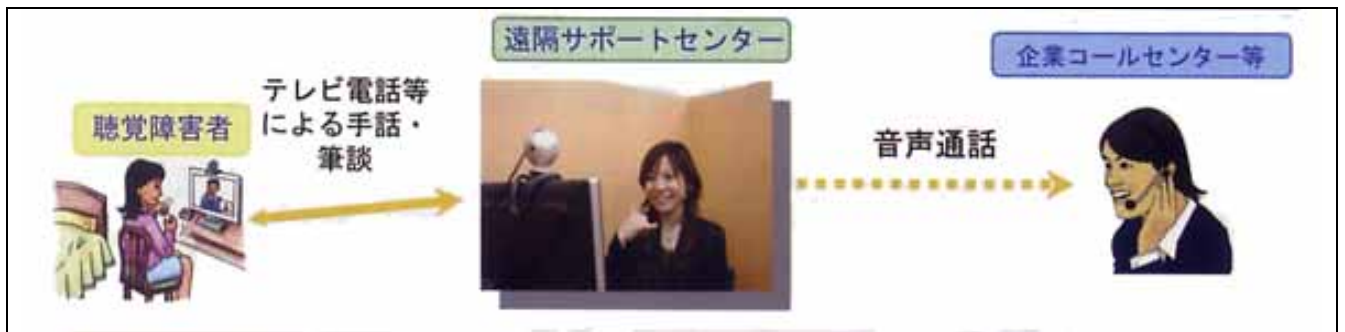 遠隔サポートセンター
企業コールセンター等
テレビ電話等
による手話・
筆談
聴覚障害者
音声通話